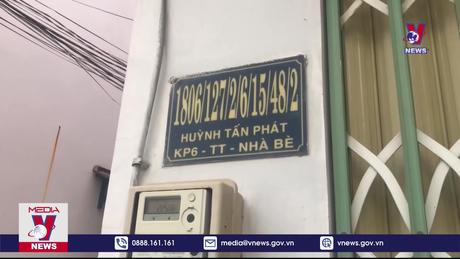 V
NEWS
1806/127/2/6/15/48/2
HUỲNH TẤN PHÁT
KP6 - TT - NHÀ BÈ
MEDIA
V
NEWS
0888.161.161
media@vnews.gov.vn
vnews.gov.vn